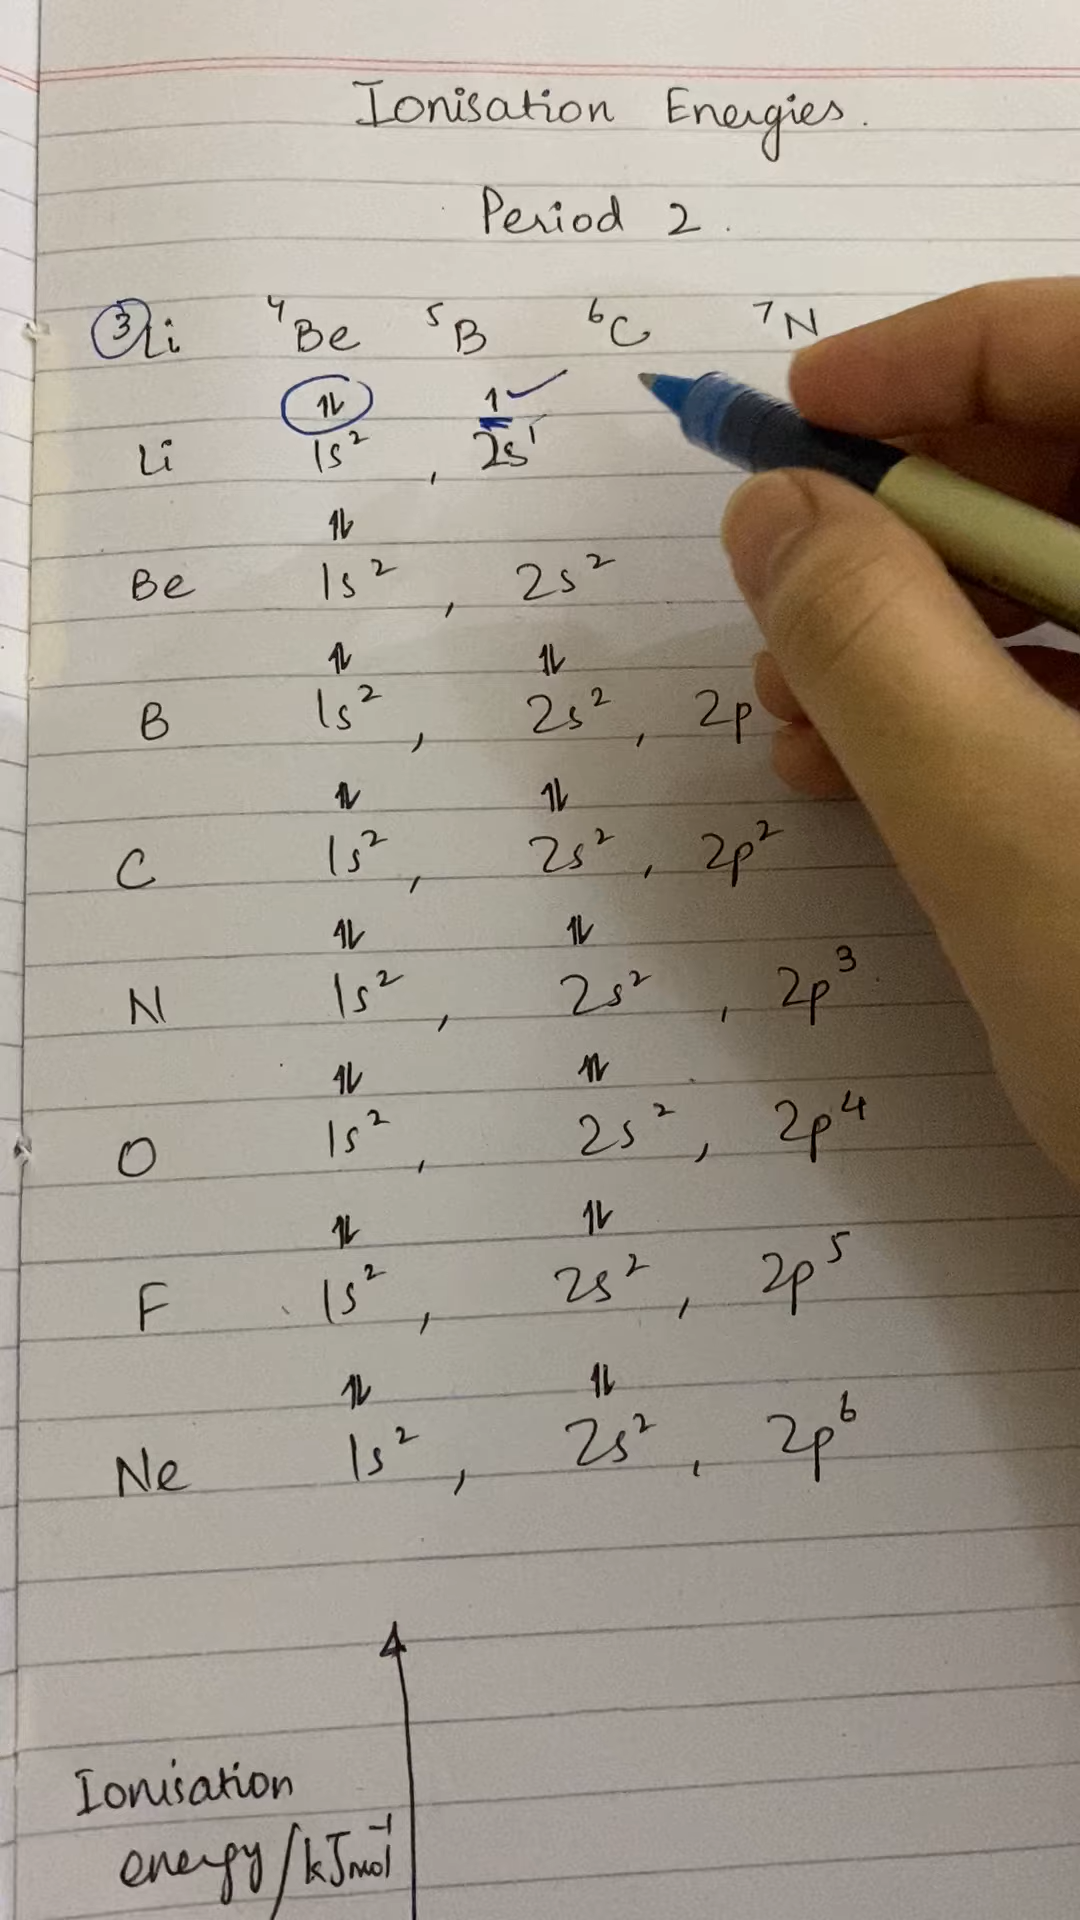 Ionisation Energies.
Period 2.
³Li ⁴Be ⁵B ⁶C ⁷N
⥮ 1
Li 1s², 2s¹
⥮
Be 1s², 2s²
⥮ ⥮
B 1s², 2s², 2p
⥮ ⥮
C 1s², 2s², 2p²
⥮ ⥮
N 1s², 2s², 2p³
⥮ ⥮
O 1s², 2s², 2p⁴
⥮ ⥮
F 1s², 2s², 2p⁵
⥮ ⥮
Ne 1s², 2s², 2p⁶
Ionisation
energy/kJmol⁻¹